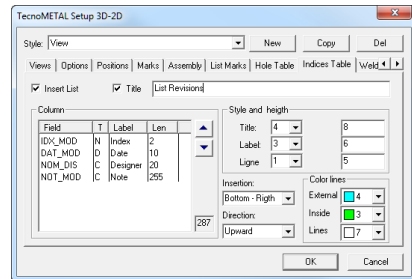 TecnoMETAL Setup 3D-2D
Style: View New Copy Del
Views Options Positions Marks Assembly List Marks Hole Table Indices Table Weld
Insert List Title List Revisions
Column
Field T Label Len
IDX_MOD N Index 2
DAT_MOD D Date 10
NOM_DIS C Designer 20
NOT_MOD C Note 255
287
Style and heigth
Title: 4 8
Label: 3 6
Ligne 1 5
Insertion:
Bottom - Rigth
Direction:
Upward
Color lines
External 4
Inside 3
Lines 7
OK Cancel